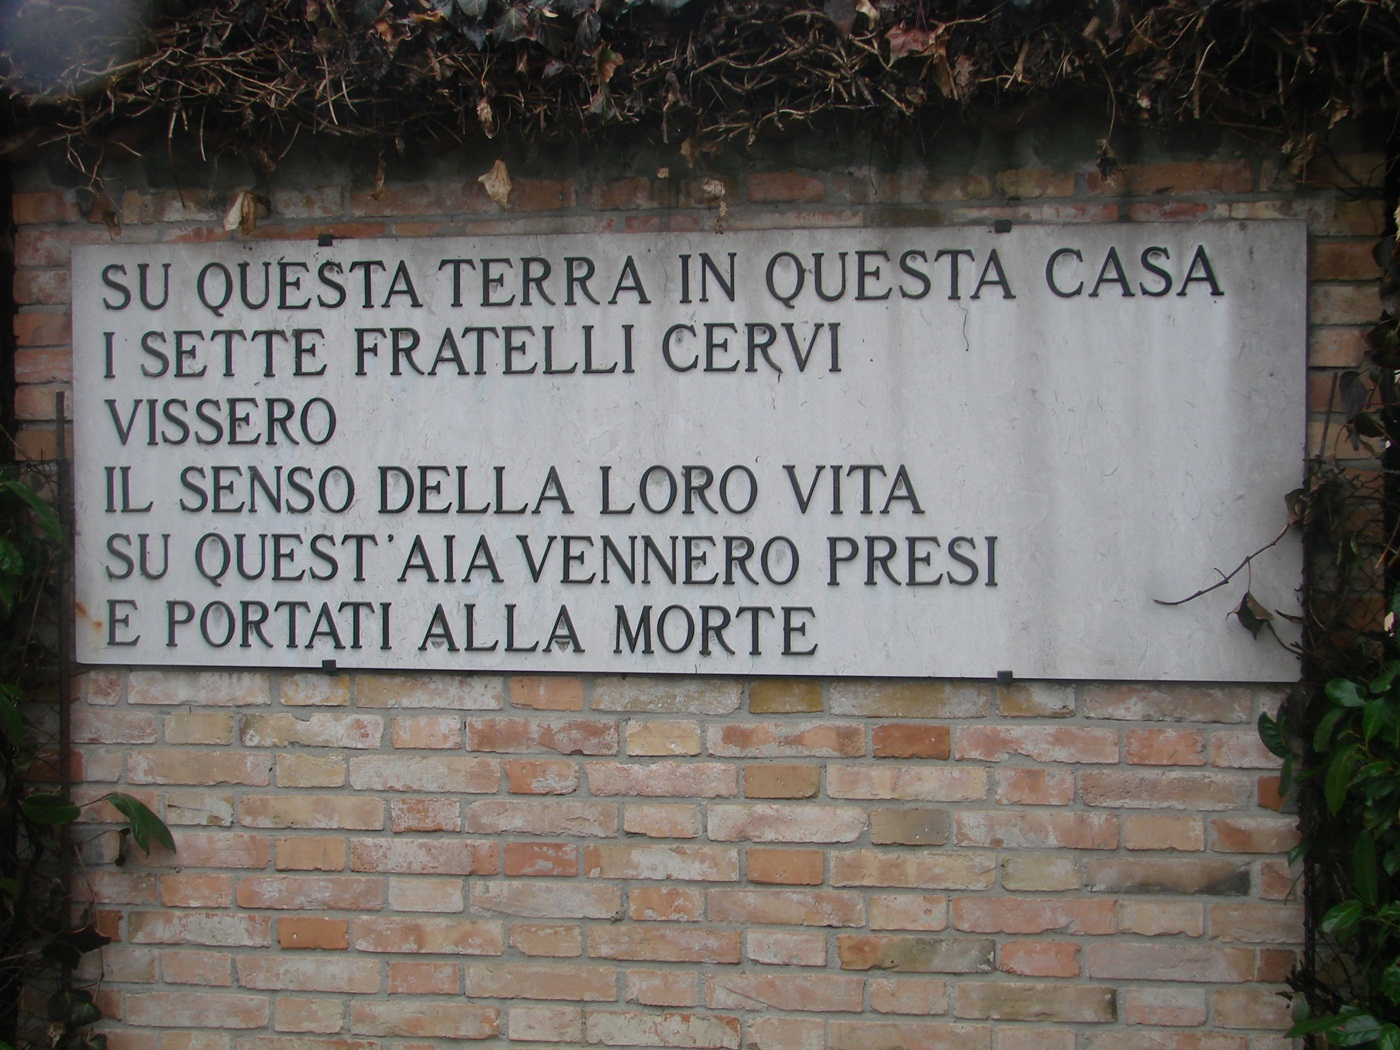 SU QUESTA TERRA IN QUESTA CASA
I SETTE FRATELLI CERVI
VISSERO
IL SENSO DELLA LORO VITA
SU QUEST'AIA VENNERO PRESI
E PORTATI ALLA MORTE